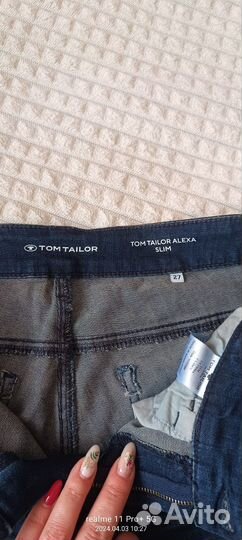 TOM TAILOR
TOM TAILOR ALEXA
SLIM
27
realme 11 Pro+ 5G
2024.04.03 10:27
Avito